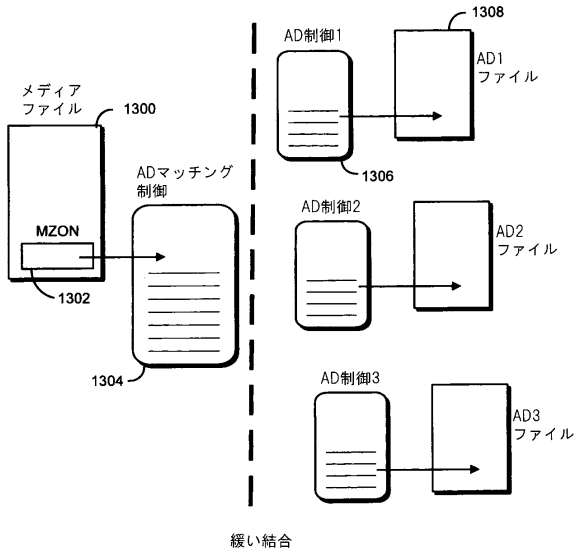 メディア
ファイル
1300
MZON
1302
ADマッチング
制御
1304
AD制御1
1306
1308
AD1
ファイル
AD制御2
AD2
ファイル
AD制御3
AD3
ファイル
緩い結合